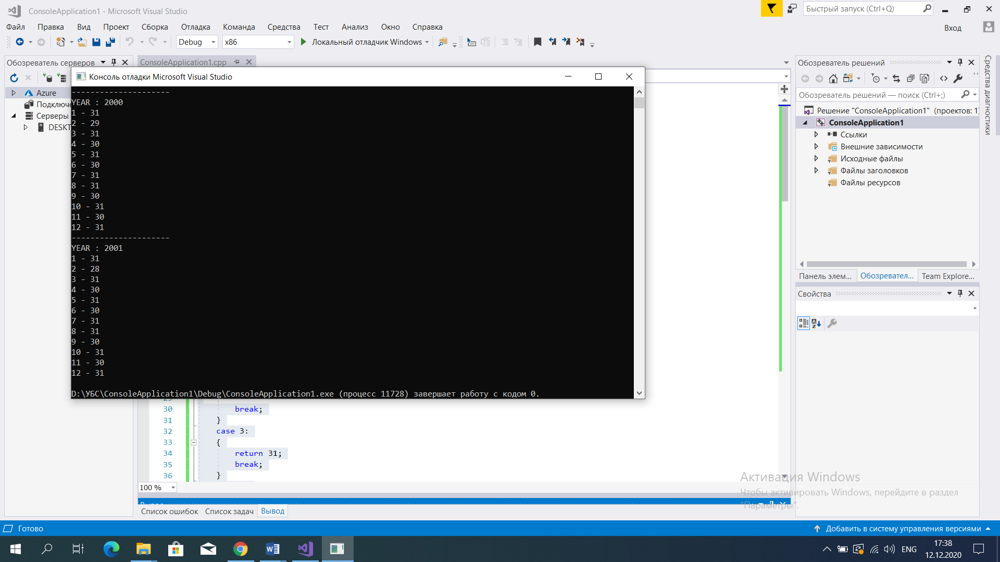 ConsoleApplication1 - Microsoft Visual Studio
Быстрый запуск (Ctrl+Q)
Файл Правка Вид Проект Сборка Отладка Команда Средства Тест Анализ Окно Справка
Вход
Debug x86 Локальный отладчик Windows
Обозреватель серверов
ConsoleApplication1.cpp
Azure
Подключе
Серверы
DESKT
Консоль отладки Microsoft Visual Studio
---------------------
YEAR : 2000
1 - 31
2 - 29
3 - 31
4 - 30
5 - 31
6 - 30
7 - 31
8 - 31
9 - 30
10 - 31
11 - 30
12 - 31
---------------------
YEAR : 2001
1 - 31
2 - 28
3 - 31
4 - 30
5 - 31
6 - 30
7 - 31
8 - 31
9 - 30
10 - 31
11 - 30
12 - 31
D:\УБС\ConsoleApplication1\Debug\ConsoleApplication1.exe (процесс 11728) завершает работу с кодом 0.
30 break;
31 }
32 case 3:
33 {
34 return 31;
35 break;
36 }
100 %
Список ошибок Список задач Вывод
Обозреватель решений
Обозреватель решений — поиск (Ctrl+;)
Решение "ConsoleApplication1" (проектов: 1)
ConsoleApplication1
Ссылки
Внешние зависимости
Исходные файлы
Файлы заголовков
Файлы ресурсов
Панель элем... Обозревател... Team Explore...
Свойства
Средства диагностики
Активация Windows
Чтобы активировать Windows, перейдите в раздел
"Параметры".
Готово
Добавить в систему управления версиями
ENG
17:38
12.12.2020